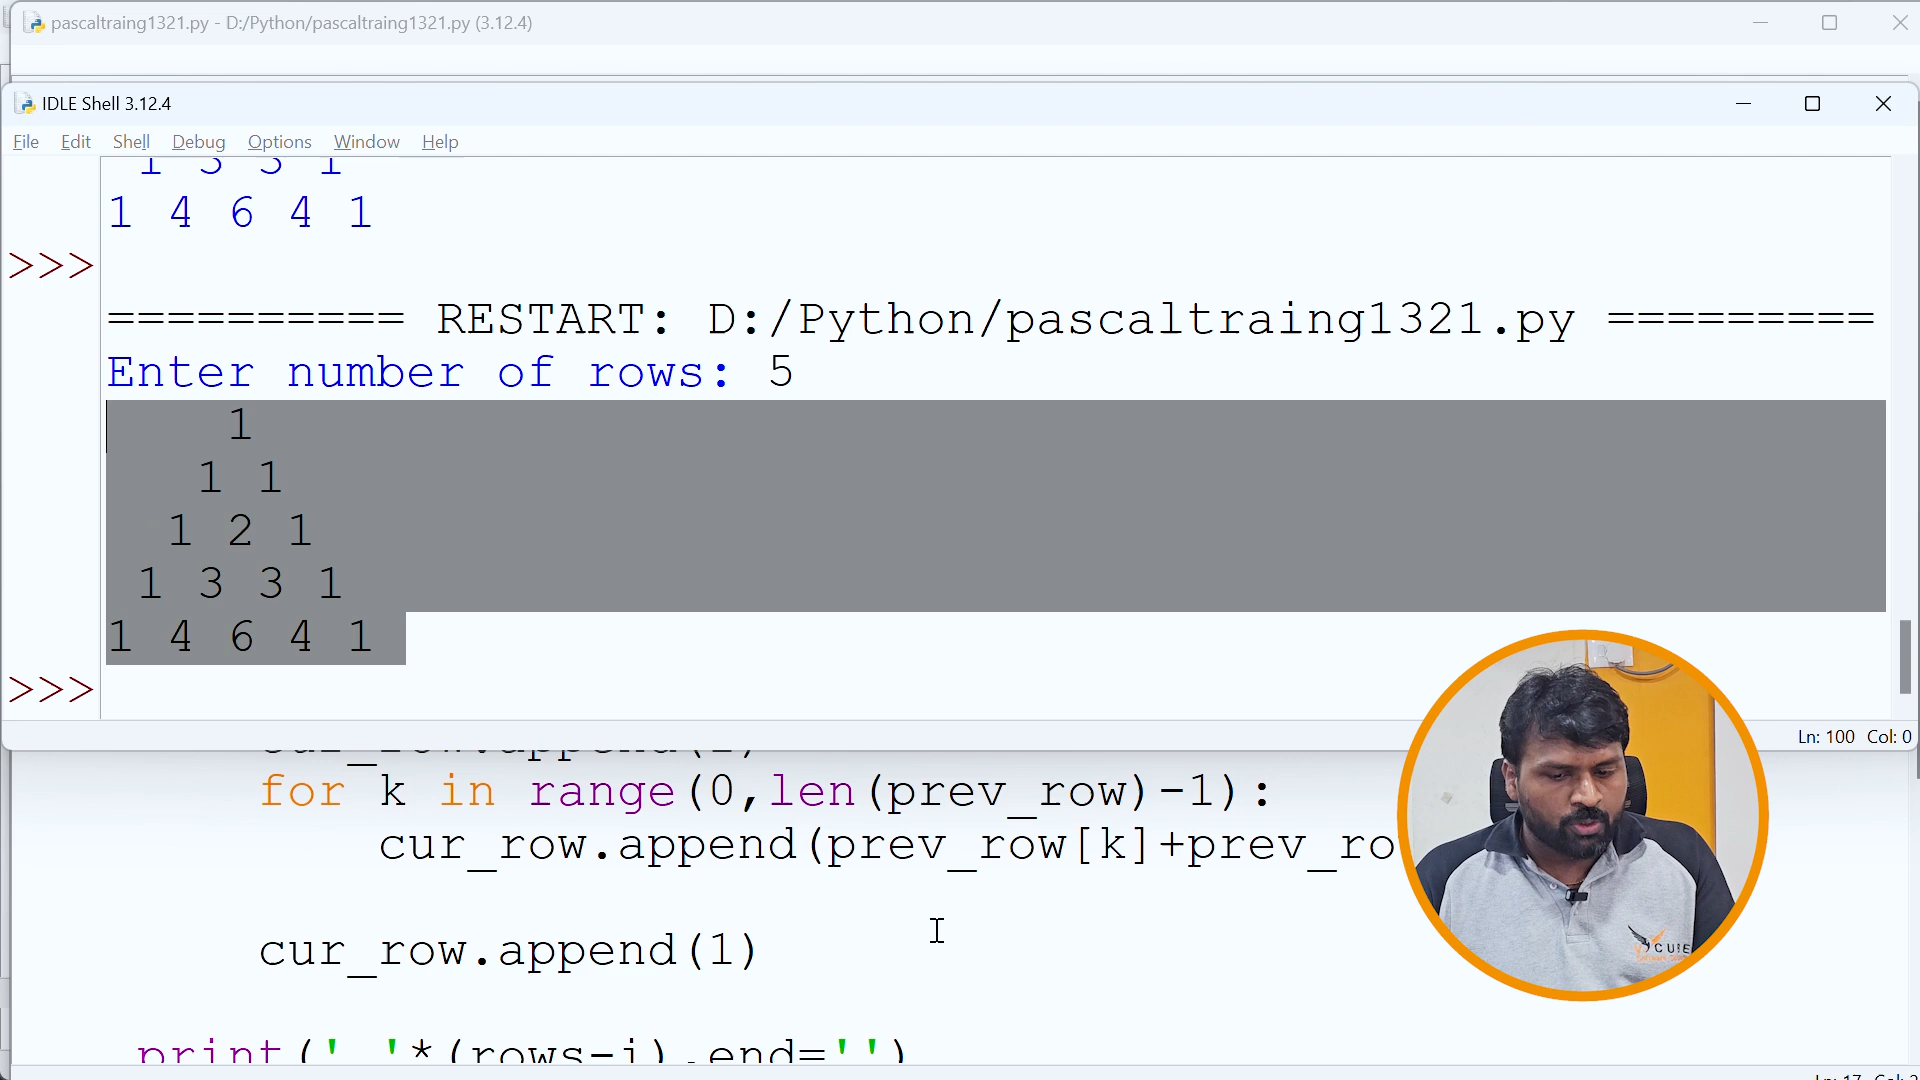 pascaltraing1321.py - D:/Python/pascaltraing1321.py (3.12.4)
IDLE Shell 3.12.4
File Edit Shell Debug Options Window Help
1 3 3 1
1 4 6 4 1
>>>
========== RESTART: D:/Python/pascaltraing1321.py =========
Enter number of rows: 5
1
1 1
1 2 1
1 3 3 1
1 4 6 4 1
>>>
Ln: 100 Col: 0
cur_row.append(1)
for k in range(0,len(prev_row)-1):
cur_row.append(prev_row[k]+prev_ro
cur_row.append(1)
print(' '*(rows-i),end='')